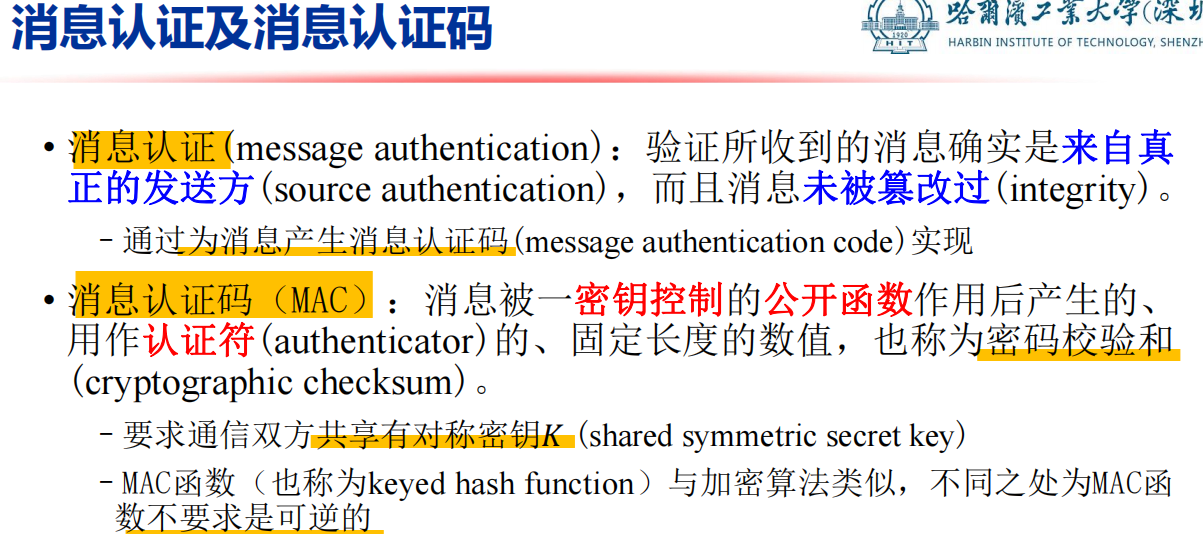 消息认证及消息认证码
哈爾濱工業大學(深圳
1920
HIT
HARBIN INSTITUTE OF TECHNOLOGY, SHENZH
• 消息认证(message authentication)：验证所收到的消息确实是来自真
正的发送方(source authentication)，而且消息未被篡改过(integrity)。
- 通过为消息产生消息认证码(message authentication code)实现
• 消息认证码（MAC）：消息被一密钥控制的公开函数作用后产生的、
用作认证符(authenticator)的、固定长度的数值，也称为密码校验和
(cryptographic checksum)。
- 要求通信双方共享有对称密钥K (shared symmetric secret key)
- MAC函数（也称为keyed hash function）与加密算法类似，不同之处为MAC函
数不要求是可逆的